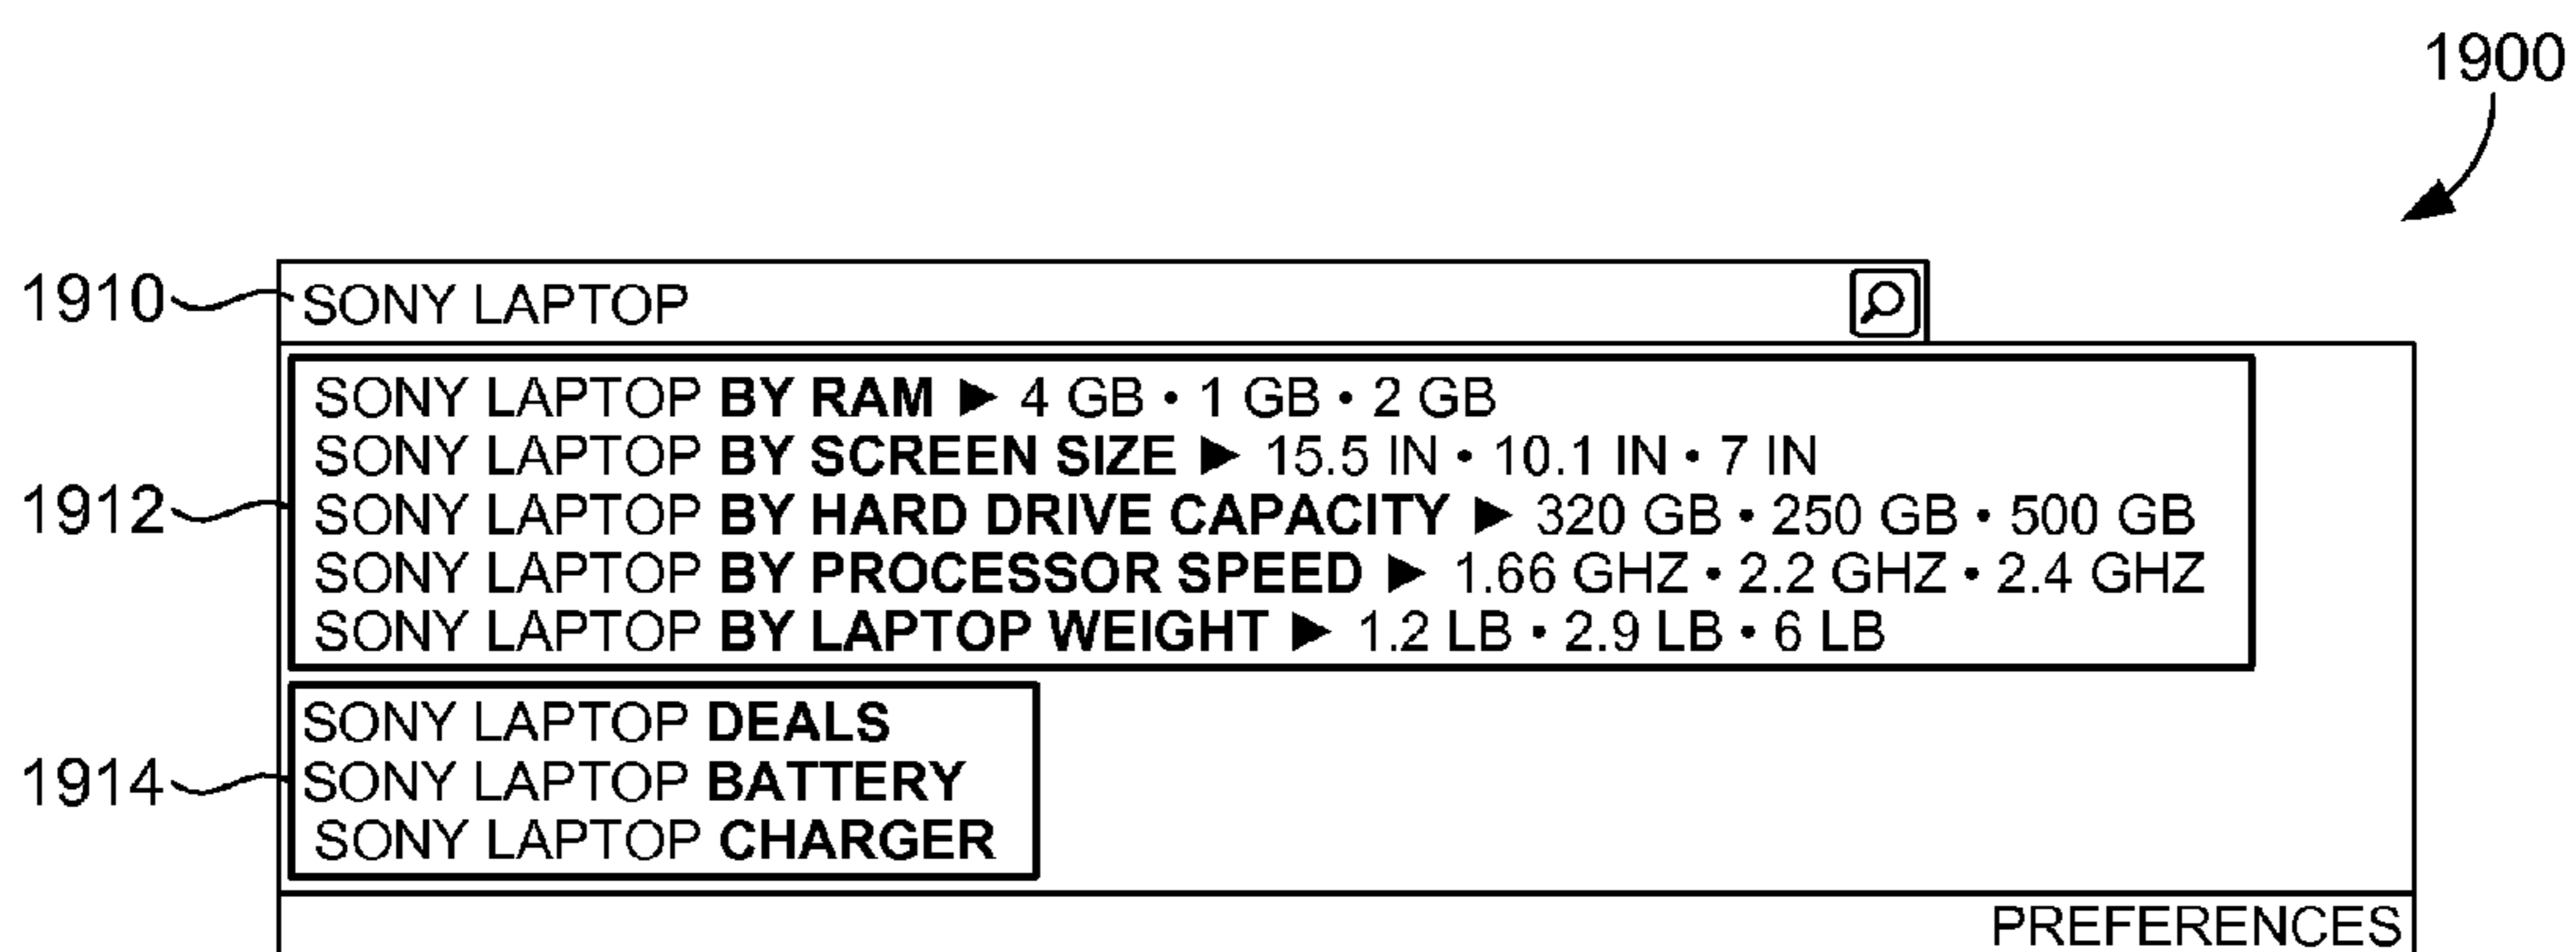 1900
1910 SONY LAPTOP
SONY LAPTOP BY RAM ► 4 GB • 1 GB • 2 GB
SONY LAPTOP BY SCREEN SIZE ► 15.5 IN • 10.1 IN • 7 IN
1912 SONY LAPTOP BY HARD DRIVE CAPACITY ► 320 GB • 250 GB • 500 GB
SONY LAPTOP BY PROCESSOR SPEED ► 1.66 GHZ • 2.2 GHZ • 2.4 GHZ
SONY LAPTOP BY LAPTOP WEIGHT ► 1.2 LB • 2.9 LB • 6 LB
SONY LAPTOP DEALS
1914 SONY LAPTOP BATTERY
SONY LAPTOP CHARGER
PREFERENCES